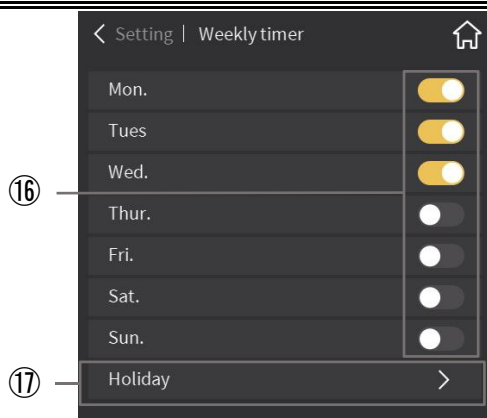 Setting | Weekly timer
Mon.
Tues
Wed.
⑯
Thur.
Fri.
Sat.
Sun.
⑰ Holiday